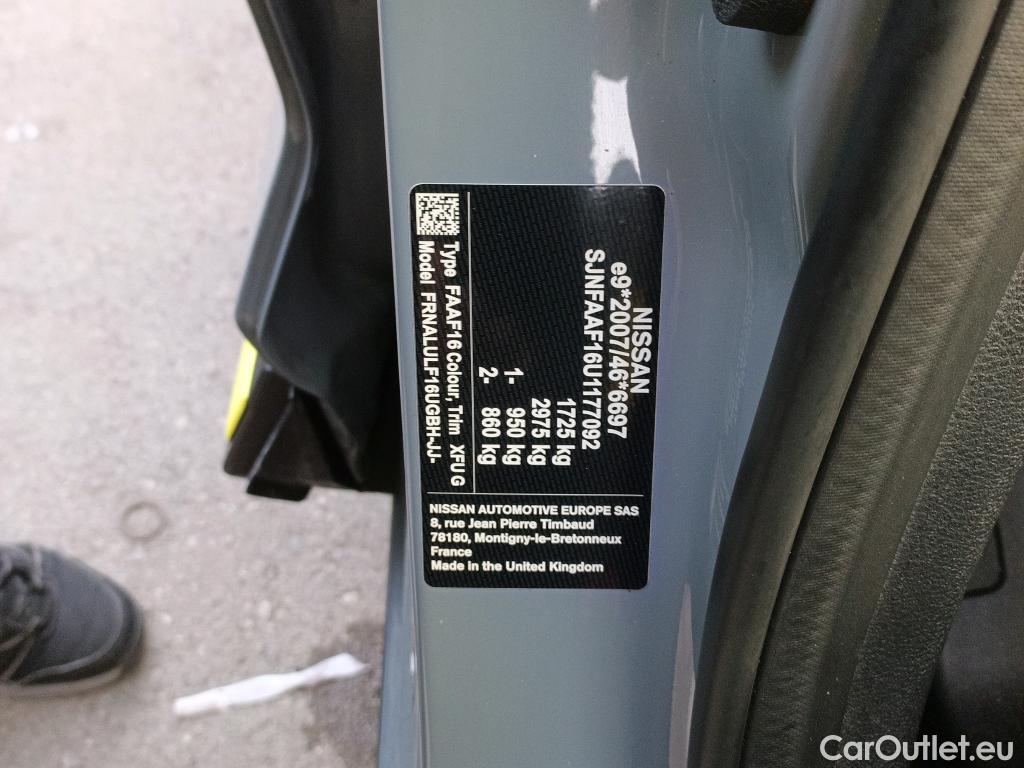 NISSAN
e9*2007/46*6697
SJNFAAF16U1177092
1725 kg
2975 kg
1- 950 kg
2- 860 kg
Type FAAF16 Colour, Trim XFU G
Model FRNALULF16UGBH-JJ-
NISSAN AUTOMOTIVE EUROPE SAS
8, rue Jean Pierre Timbaud
78180, Montigny-le-Bretonneux
France
Made in the United Kingdom
CarOutlet.eu